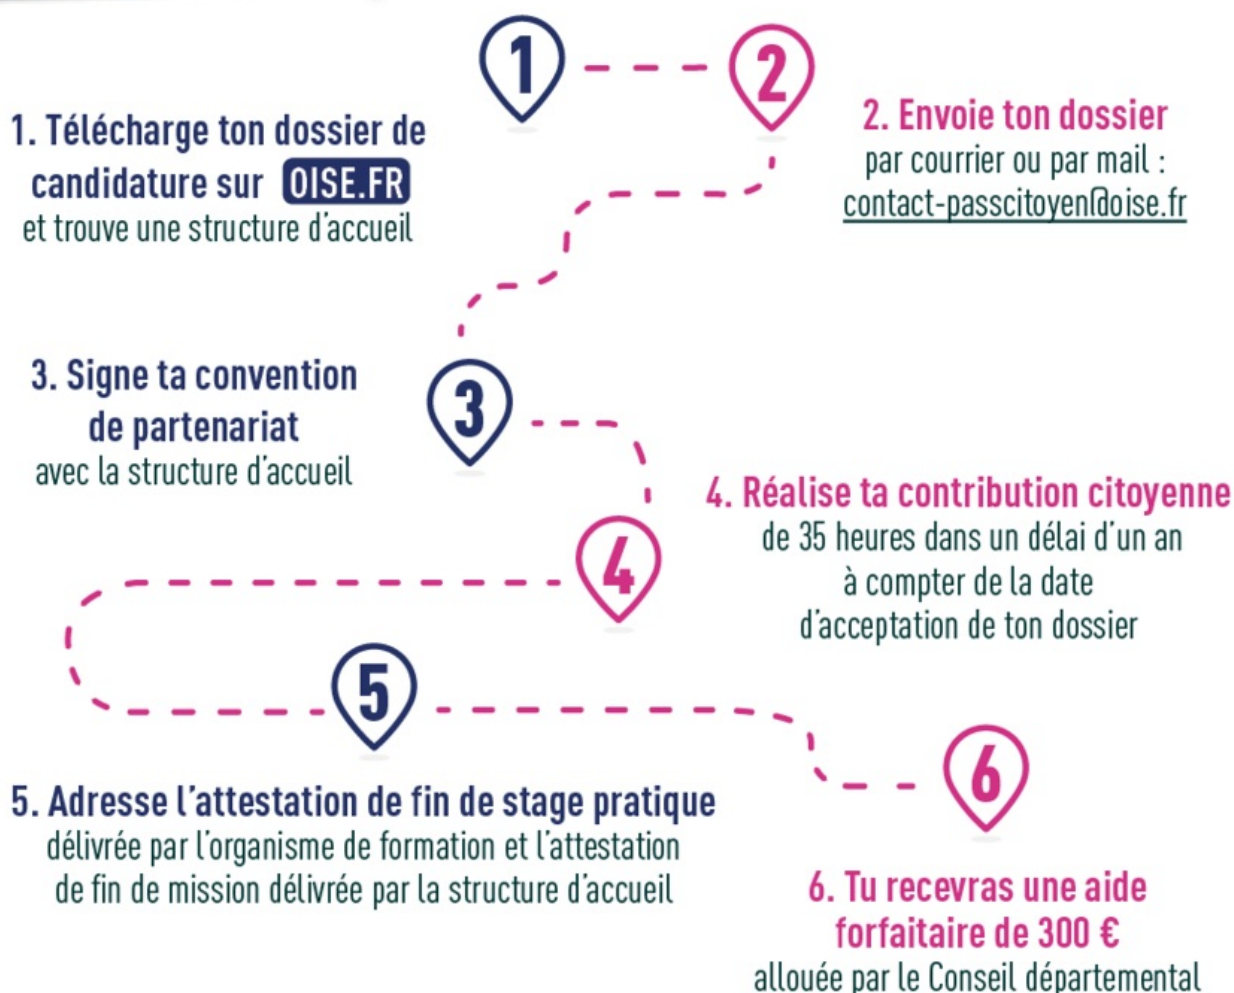 1
2
1. Télécharge ton dossier de
candidature sur OISE.FR
et trouve une structure d'accueil
2. Envoie ton dossier
par courrier ou par mail :
contact-passcitoyen@oise.fr
3. Signe ta convention
de partenariat
avec la structure d'accueil
3
4. Réalise ta contribution citoyenne
de 35 heures dans un délai d'un an
à compter de la date
d'acceptation de ton dossier
4
5
5. Adresse l'attestation de fin de stage pratique
délivrée par l'organisme de formation et l'attestation
de fin de mission délivrée par la structure d'accueil
6
6. Tu recevras une aide
forfaitaire de 300 €
allouée par le Conseil départemental